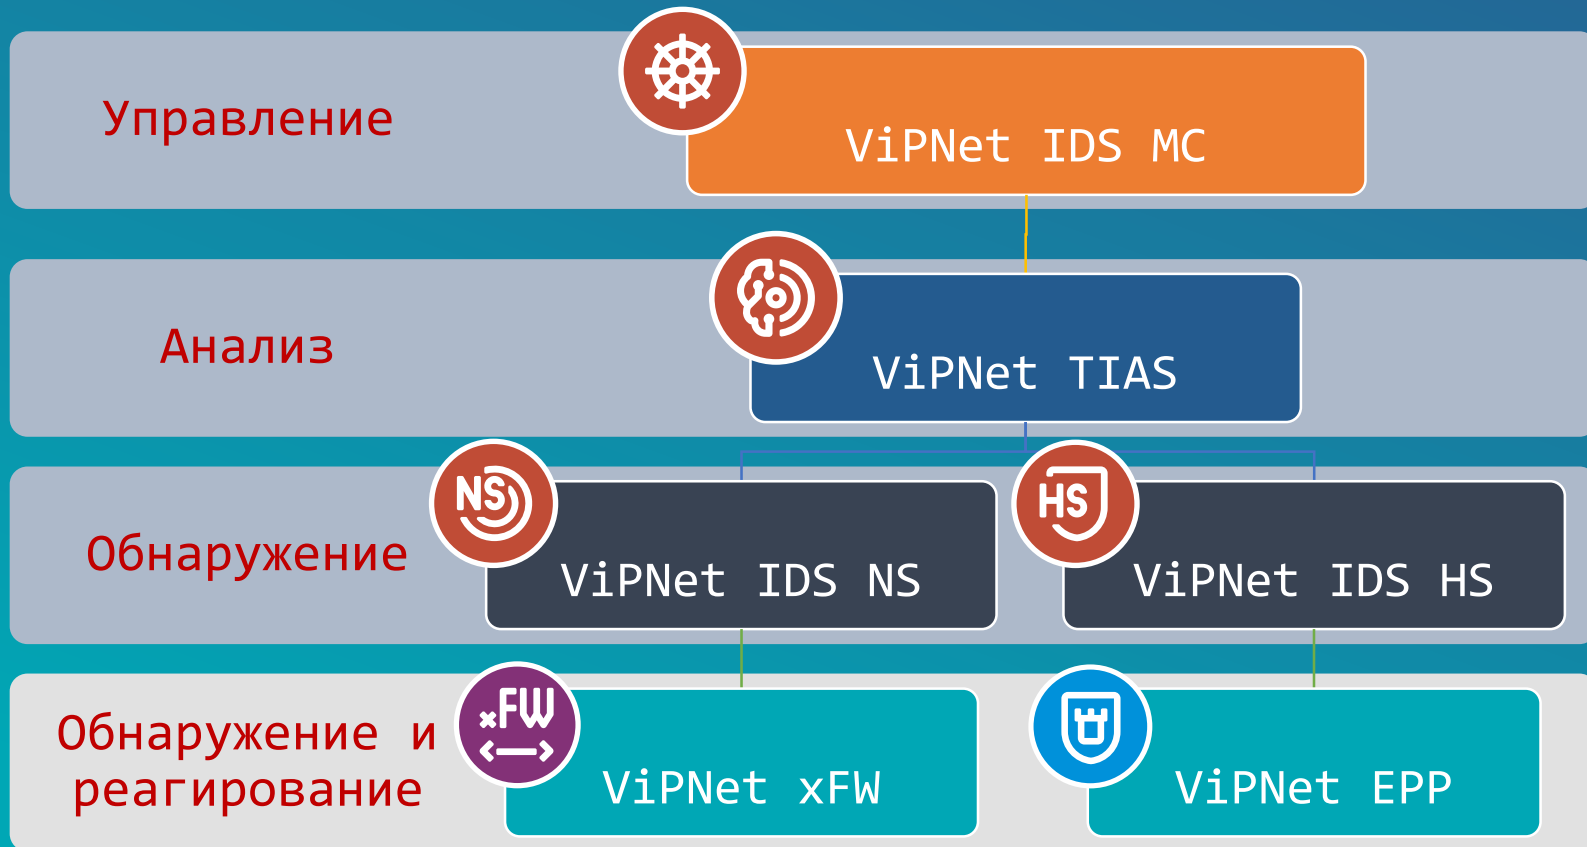 Управление
ViPNet IDS MC
Анализ
ViPNet TIAS
Обнаружение
NS
ViPNet IDS NS
HS
ViPNet IDS HS
Обнаружение и
реагирование
xFW
ViPNet xFW
ViPNet EPP